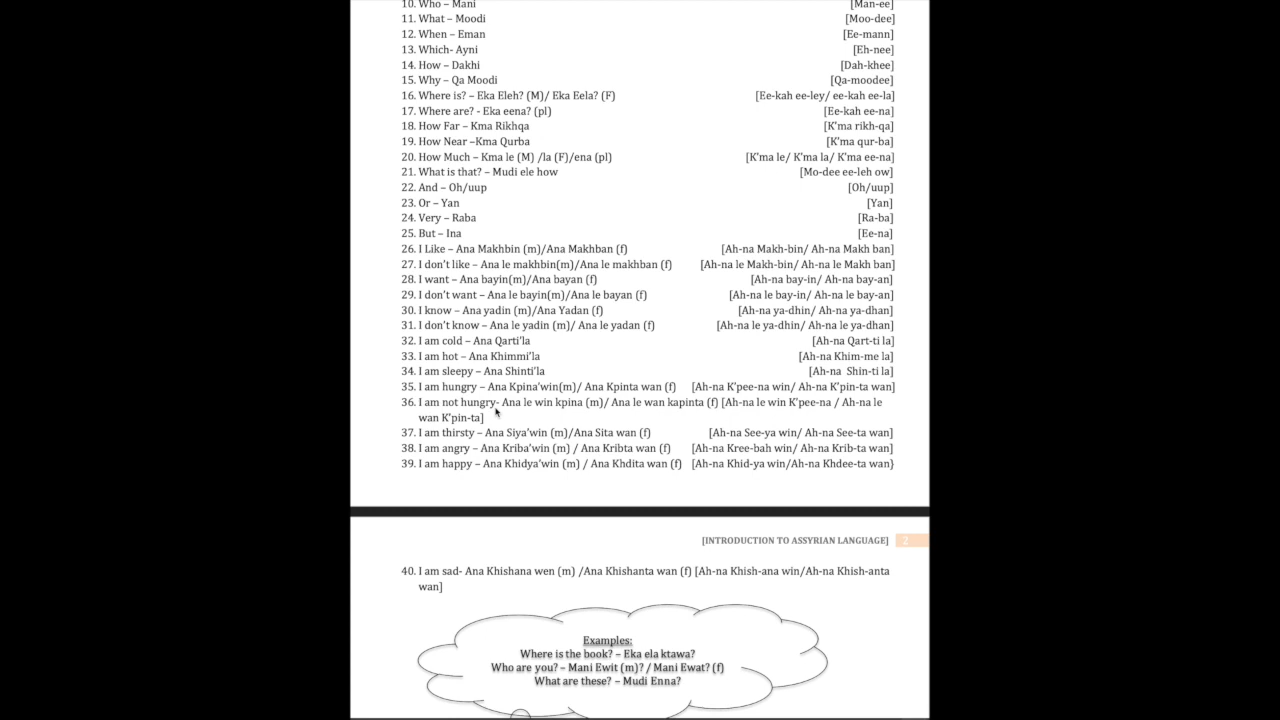 10. Who – Mani [Man-ee]
11. What – Moodi [Moo-dee]
12. When – Eman [Ee-mann]
13. Which- Ayni [Eh-nee]
14. How – Dakhi [Dah-khee]
15. Why – Qa Moodi [Qa-moodee]
16. Where is? – Eka Eleh? (M)/ Eka Eela? (F) [Ee-kah ee-ley/ ee-kah ee-la]
17. Where are? - Eka eena? (pl) [Ee-kah ee-na]
18. How Far – Kma Rikhqa [K'ma rikh-qa]
19. How Near –Kma Qurba [K'ma qur-ba]
20. How Much – Kma le (M) /la (F)/ena (pl) [K'ma le/ K'ma la/ K'ma ee-na]
21. What is that? – Mudi ele how [Mo-dee ee-leh ow]
22. And – Oh/uup [Oh/uup]
23. Or – Yan [Yan]
24. Very – Raba [Ra-ba]
25. But – Ina [Ee-na]
26. I Like – Ana Makhbin (m)/Ana Makhban (f) [Ah-na Makh-bin/ Ah-na Makh ban]
27. I don't like – Ana le makhbin(m)/Ana le makhban (f) [Ah-na le Makh-bin/ Ah-na le Makh ban]
28. I want – Ana bayin(m)/Ana bayan (f) [Ah-na bay-in/ Ah-na bay-an]
29. I don't want – Ana le bayin(m)/Ana le bayan (f) [Ah-na le bay-in/ Ah-na le bay-an]
30. I know – Ana yadin (m)/Ana Yadan (f) [Ah-na ya-dhin/ Ah-na ya-dhan]
31. I don't know – Ana le yadin (m)/ Ana le yadan (f) [Ah-na le ya-dhin/ Ah-na le ya-dhan]
32. I am cold – Ana Qarti'la [Ah-na Qart-ti la]
33. I am hot – Ana Khimmi'la [Ah-na Khim-me la]
34. I am sleepy – Ana Shinti'la [Ah-na Shin-ti la]
35. I am hungry – Ana Kpina'win(m)/ Ana Kpinta wan (f) [Ah-na K'pee-na win/ Ah-na K'pin-ta wan]
36. I am not hungry- Ana le win kpina (m)/ Ana le wan kapinta (f) [Ah-na le win K'pee-na / Ah-na le
wan K'pin-ta]
37. I am thirsty – Ana Siya'win (m)/Ana Sita wan (f) [Ah-na See-ya win/ Ah-na See-ta wan]
38. I am angry – Ana Kriba'win (m) / Ana Kribta wan (f) [Ah-na Kree-bah win/ Ah-na Krib-ta wan]
39. I am happy – Ana Khidya'win (m) / Ana Khdita wan (f) [Ah-na Khid-ya win/Ah-na Khdee-ta wan}
[INTRODUCTION TO ASSYRIAN LANGUAGE] 2
40. I am sad- Ana Khishana wen (m) /Ana Khishanta wan (f) [Ah-na Khish-ana win/Ah-na Khish-anta
wan]
Examples:
Where is the book? – Eka ela ktawa?
Who are you? – Mani Ewit (m)? / Mani Ewat? (f)
What are these? – Mudi Enna?